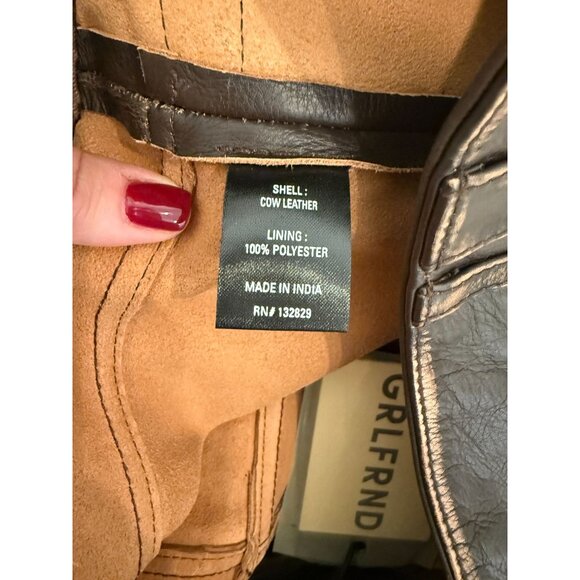 SHELL :
COW LEATHER
LINING :
100% POLYESTER
MADE IN INDIA
RN# 132829
GRLFRND